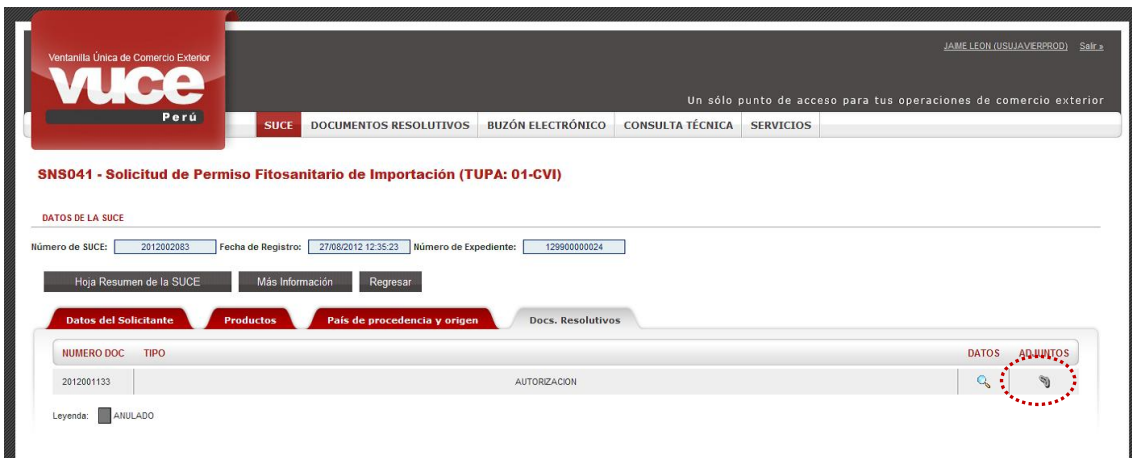 JAIME LEON (USUJAVIERPROD) Salir »
Ventanilla Única de Comercio Exterior
vuce
Perú
Un sólo punto de acceso para tus operaciones de comercio exterior
SUCE DOCUMENTOS RESOLUTIVOS BUZÓN ELECTRÓNICO CONSULTA TÉCNICA SERVICIOS
SNS041 - Solicitud de Permiso Fitosanitario de Importación (TUPA: 01-CVI)
DATOS DE LA SUCE
Número de SUCE: 2012002083 Fecha de Registro: 27/08/2012 12:35:23 Número de Expediente: 129900000024
Hoja Resumen de la SUCE Más Información Regresar
Datos del Solicitante Productos País de procedencia y origen Docs. Resolutivos
NUMERO DOC TIPO DATOS ADJUNTOS
2012001133 AUTORIZACION
Leyenda: ANULADO